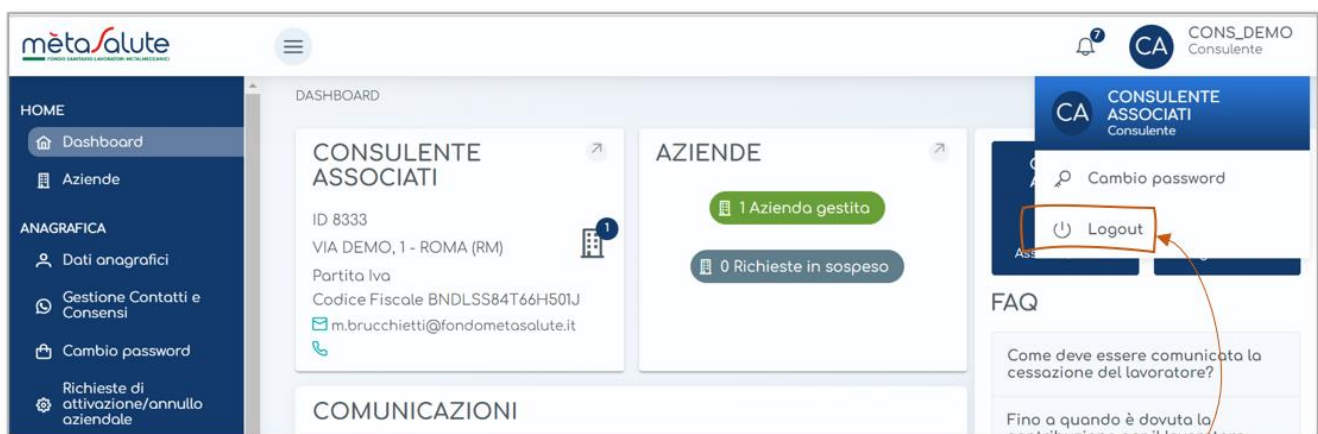 mètaSalute
FONDO SANITARIO LAVORATORI METALMECCANICI
7
CA
CONS_DEMO
Consulente
HOME
Dashboard
Aziende
ANAGRAFICA
Dati anagrafici
Gestione Contatti e
Consensi
Cambio password
Richieste di
attivazione/annullo
aziendale
DASHBOARD
CONSULENTE
ASSOCIATI
ID 8333
VIA DEMO, 1 - ROMA (RM)
1
Partita Iva
Codice Fiscale BNDLSS84T66H501J
m.brucchietti@fondometasalute.it
AZIENDE
1 Azienda gestita
0 Richieste in sospeso
COMUNICAZIONI
CA
CONSULENTE
ASSOCIATI
Consulente
Cambio password
Logout
FAQ
Come deve essere comunicata la
cessazione del lavoratore?
Fino a quando è dovuta la